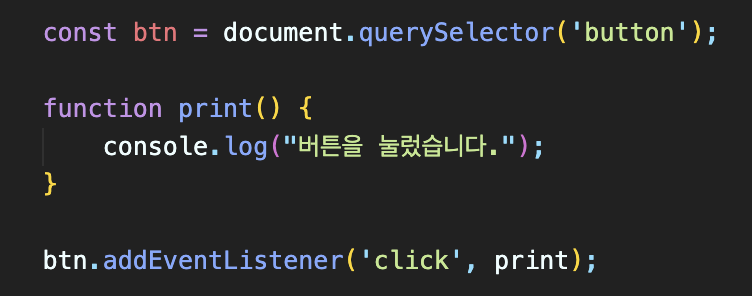 const btn = document.querySelector('button');
function print() {
console.log("버튼을 눌렀습니다.");
}
btn.addEventListener('click', print);